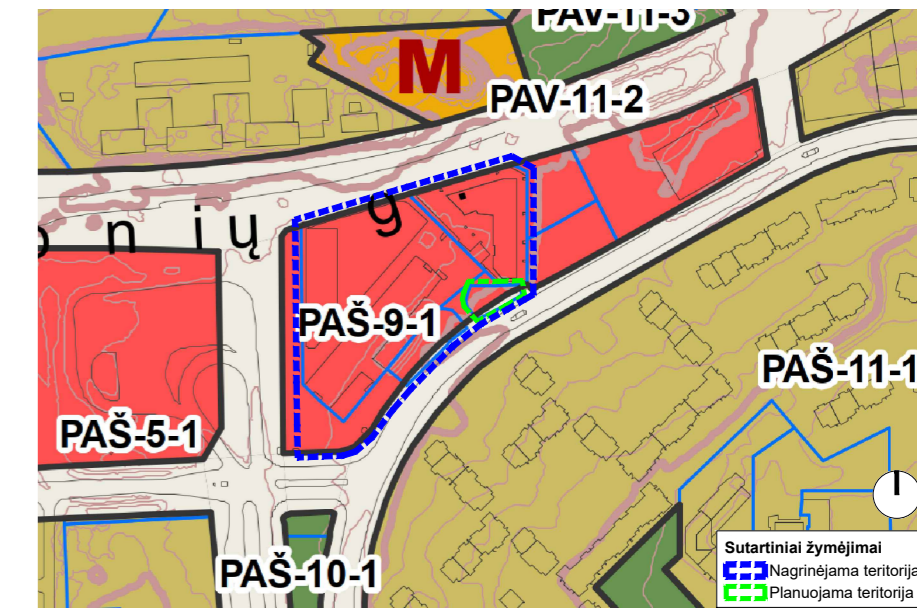 PAV-11-3
M
PAV-11-2
o n i ų g .
PAŠ-9-1
PAŠ-11-1
PAŠ-5-1
PAŠ-10-1
Sutartiniai žymėjimai
Nagrinėjama teritorija
Planuojama teritorija